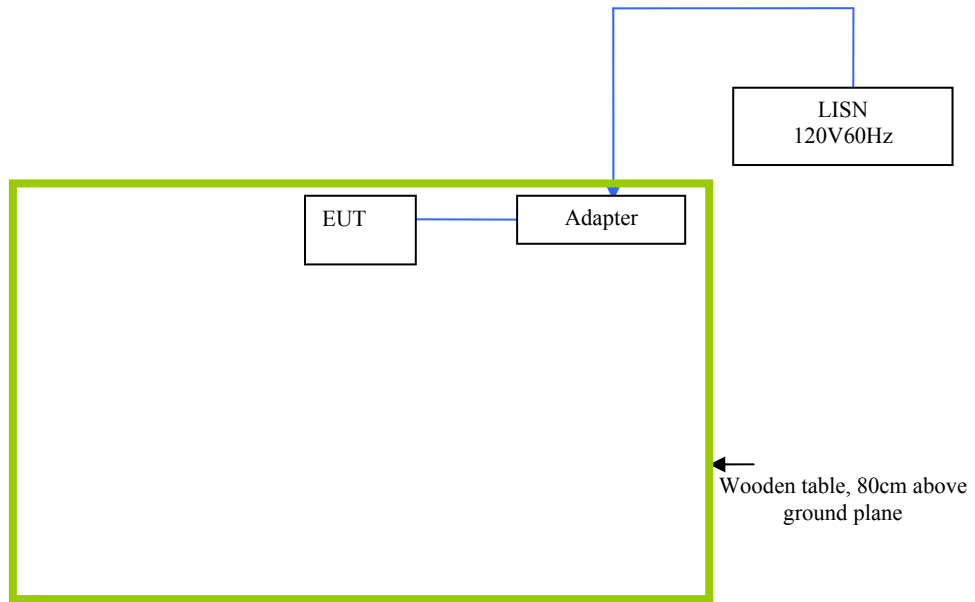 LISN
120V60Hz
EUT
Adapter
Wooden table, 80cm above
ground plane